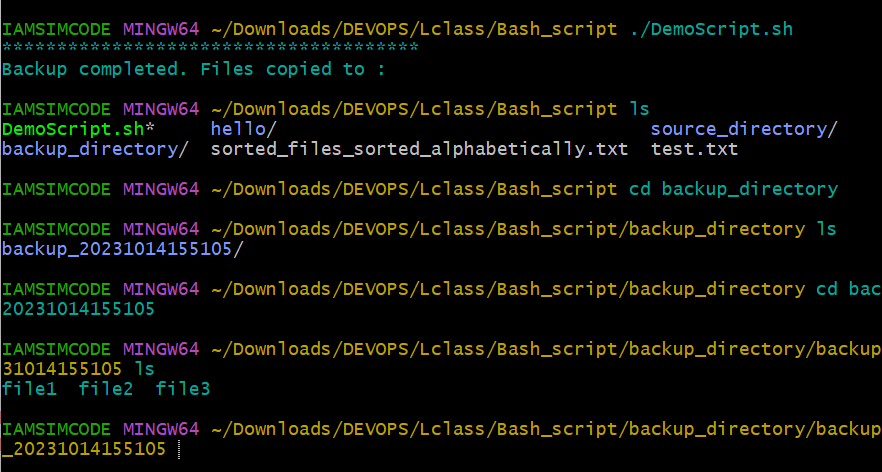 IAMSIMCODE MINGW64 ~/Downloads/DEVOPS/Lclass/Bash_script ./DemoScript.sh
**************************************
Backup completed. Files copied to :
IAMSIMCODE MINGW64 ~/Downloads/DEVOPS/Lclass/Bash_script ls
DemoScript.sh* hello/ source_directory/
backup_directory/ sorted_files_sorted_alphabetically.txt test.txt
IAMSIMCODE MINGW64 ~/Downloads/DEVOPS/Lclass/Bash_script cd backup_directory
IAMSIMCODE MINGW64 ~/Downloads/DEVOPS/Lclass/Bash_script/backup_directory ls
backup_20231014155105/
IAMSIMCODE MINGW64 ~/Downloads/DEVOPS/Lclass/Bash_script/backup_directory cd bac
20231014155105
IAMSIMCODE MINGW64 ~/Downloads/DEVOPS/Lclass/Bash_script/backup_directory/backup
31014155105 ls
file1 file2 file3
IAMSIMCODE MINGW64 ~/Downloads/DEVOPS/Lclass/Bash_script/backup_directory/backup
_20231014155105